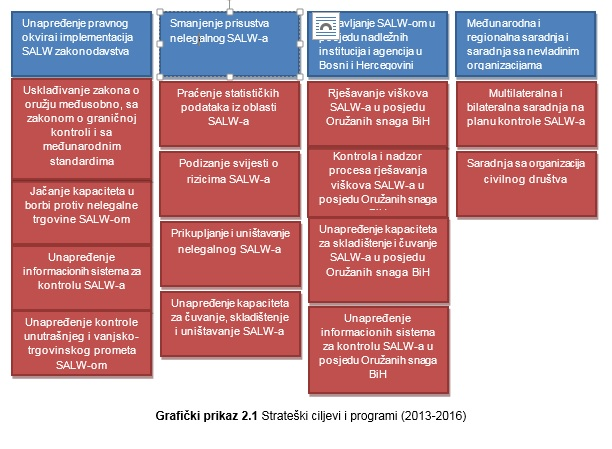 Unapređenje pravnog
okvira i implementacija
SALW zakonodavstva
Usklađivanje zakona o
oružju međusobno, sa
zakonom o graničnoj
kontroli i sa
međunarodnim
standardima
Jačanje kapaciteta u
borbi protiv nelegalne
trgovine SALW-om
Unapređenje
informacionih sistema za
kontrolu SALW-a
Unapređenje kontrole
unutrašnjeg i vanjsko-
trgovinskog prometa
SALW-om
Smanjenje prisustva
nelegalnog SALW-a
Praćenje statističkih
podataka iz oblasti
SALW-a
Podizanje svijesti o
rizicima SALW-a
Prikupljanje i uništavanje
nelegalnog SALW-a
Unapređenje kapaciteta
za čuvanje, skladištenje
i uništavanje SALW-a
SALW-om u
posjedu nadležnih
institucija i agencija u
Bosni i Hercegovini
Rješavanje viškova
SALW-a u posjedu
Oružanih snaga BiH
Kontrola i nadzor
procesa rješavanja
viškova SALW-a u
posjedu Oružanih snaga
BiH
Unapređenje kapaciteta
za skladištenje i čuvanje
SALW-a u posjedu
Oružanih snaga BiH
Unapređenje
informacionih sistema
za kontrolu SALW-a u
posjedu Oružanih snaga
BiH
Međunarodna i
regionalna saradnja i
saradnja sa nevladinim
organizacijama
Multilateralna i
bilateralna saradnja na
planu kontrole SALW-a
Saradnja sa organizacija
civilnog društva
Grafički prikaz 2.1 Strateški ciljevi i programi (2013-2016)